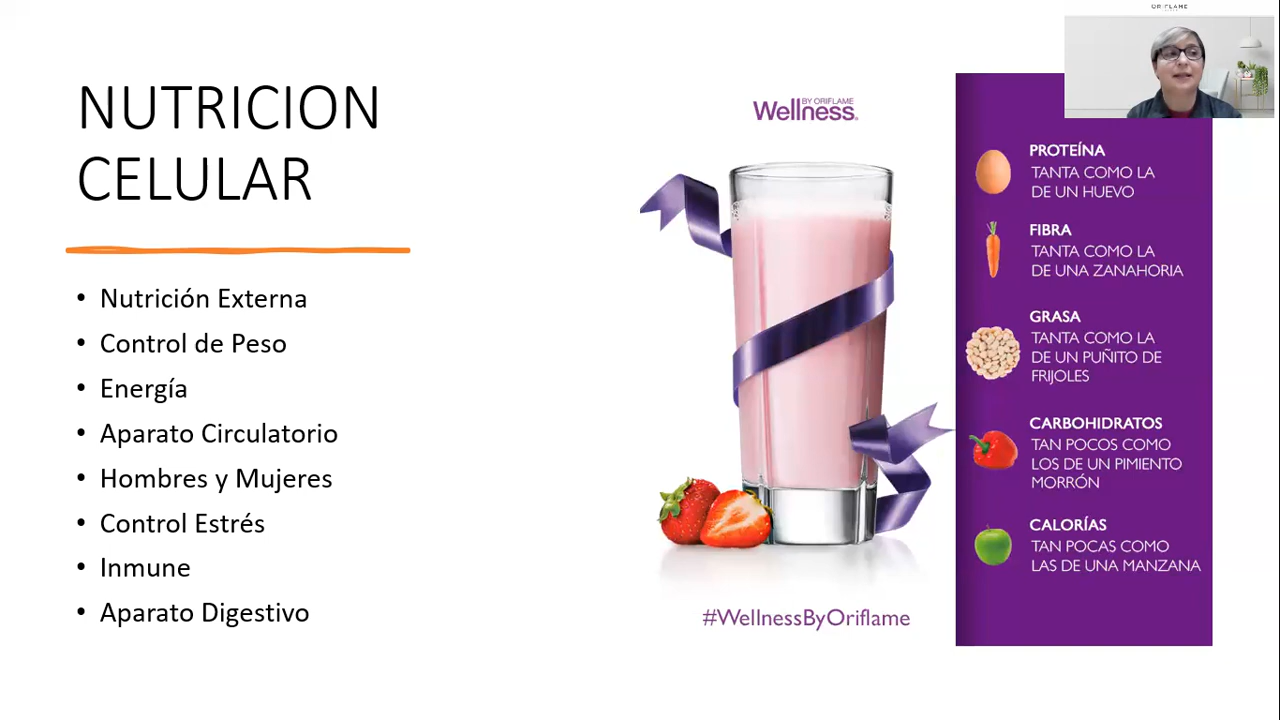 ORIFLAME
NUTRICION
CELULAR
• Nutrición Externa
• Control de Peso
• Energía
• Aparato Circulatorio
• Hombres y Mujeres
• Control Estrés
• Inmune
• Aparato Digestivo
BY ORIFLAME
Wellness®
#WellnessByOriflame
PROTEÍNA
TANTA COMO LA
DE UN HUEVO
FIBRA
TANTA COMO LA
DE UNA ZANAHORIA
GRASA
TANTA COMO LA
DE UN PUÑITO DE
FRIJOLES
CARBOHIDRATOS
TAN POCOS COMO
LOS DE UN PIMIENTO
MORRÓN
CALORÍAS
TAN POCAS COMO
LAS DE UNA MANZANA